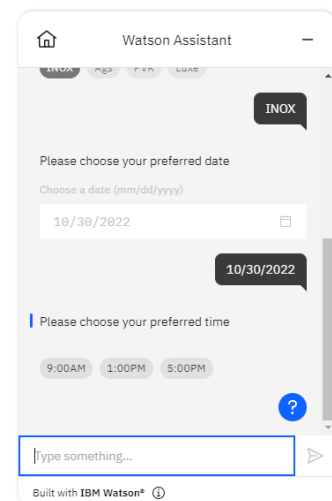 Watson Assistant
INOX Ags PVR Luxe
INOX
Please choose your preferred date
Choose a date (mm/dd/yyyy)
10/30/2022
10/30/2022
Please choose your preferred time
9:00AM 1:00PM 5:00PM
?
Type something...
Built with IBM Watson®